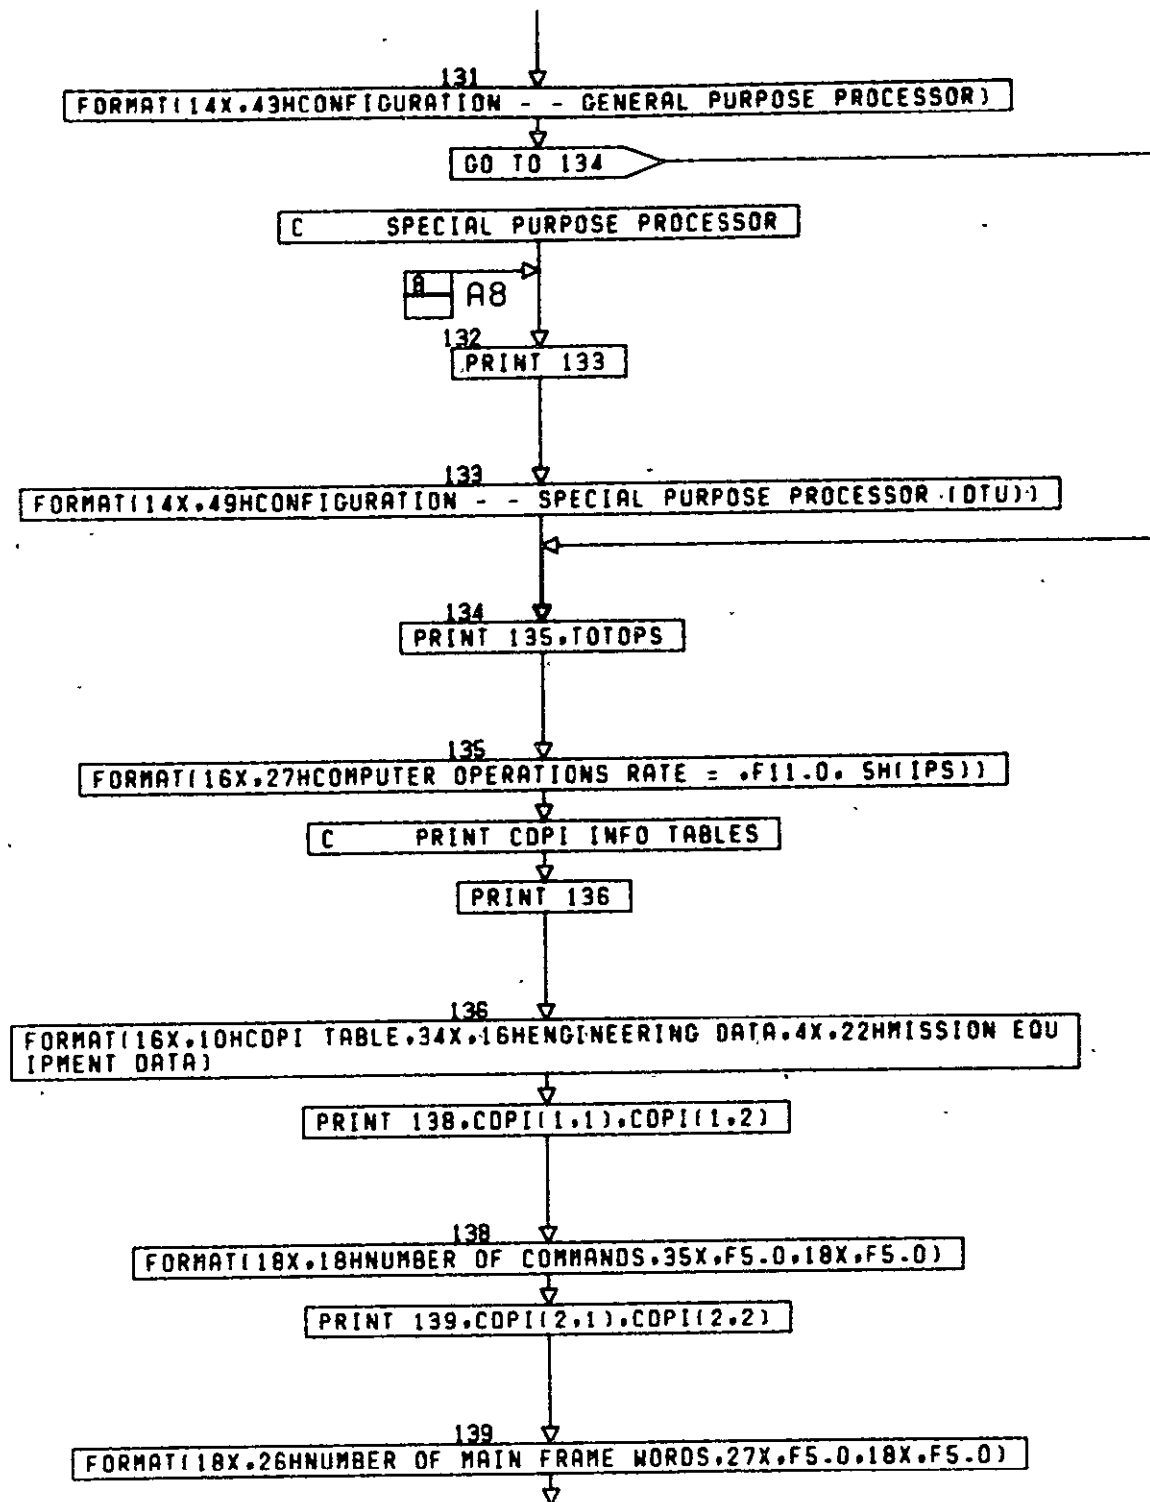 131
FORMAT(14X,43HCONFIGURATION - - GENERAL PURPOSE PROCESSOR)
GO TO 134
C SPECIAL PURPOSE PROCESSOR
A8
132
PRINT 133
133
FORMAT(14X,49HCONFIGURATION - - SPECIAL PURPOSE PROCESSOR (DTU))
134
PRINT 135,TOTOPS
135
FORMAT(16X,27HCOMPUTER OPERATIONS RATE = ,F11.0, 5H(IPS))
C PRINT CDPI INFO TABLES
PRINT 136
136
FORMAT(16X,10HCDPI TABLE,34X,16HENGINEERING DATA,4X,22HMISSION EQU
IPMENT DATA)
PRINT 138,CDPI(1,1),CDPI(1,2)
138
FORMAT(18X,18HNUMBER OF COMMANDS,35X,F5.0,18X,F5.0)
PRINT 139,CDPI(2,1),CDPI(2,2)
139
FORMAT(18X,26HNUMBER OF MAIN FRAME WORDS,27X,F5.0,18X,F5.0)